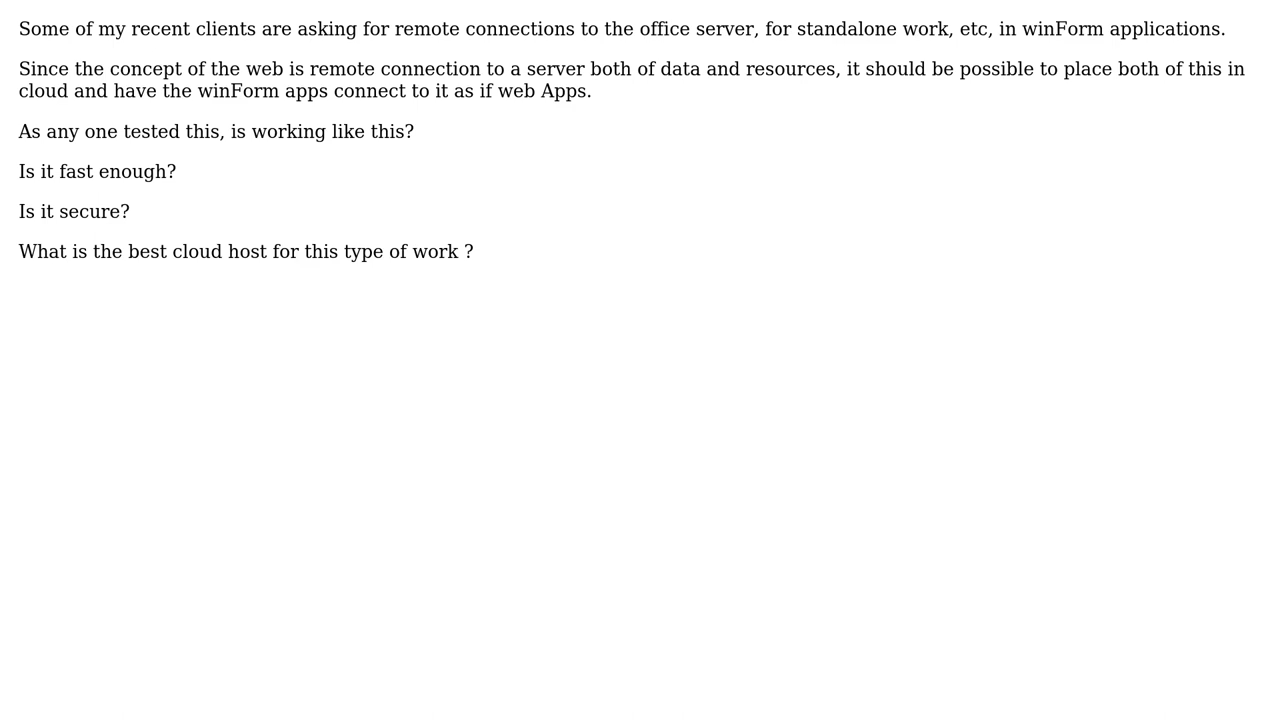 Some of my recent clients are asking for remote connections to the office server, for standalone work, etc, in winForm applications.
Since the concept of the web is remote connection to a server both of data and resources, it should be possible to place both of this in
cloud and have the winForm apps connect to it as if web Apps.
As any one tested this, is working like this?
Is it fast enough?
Is it secure?
What is the best cloud host for this type of work ?